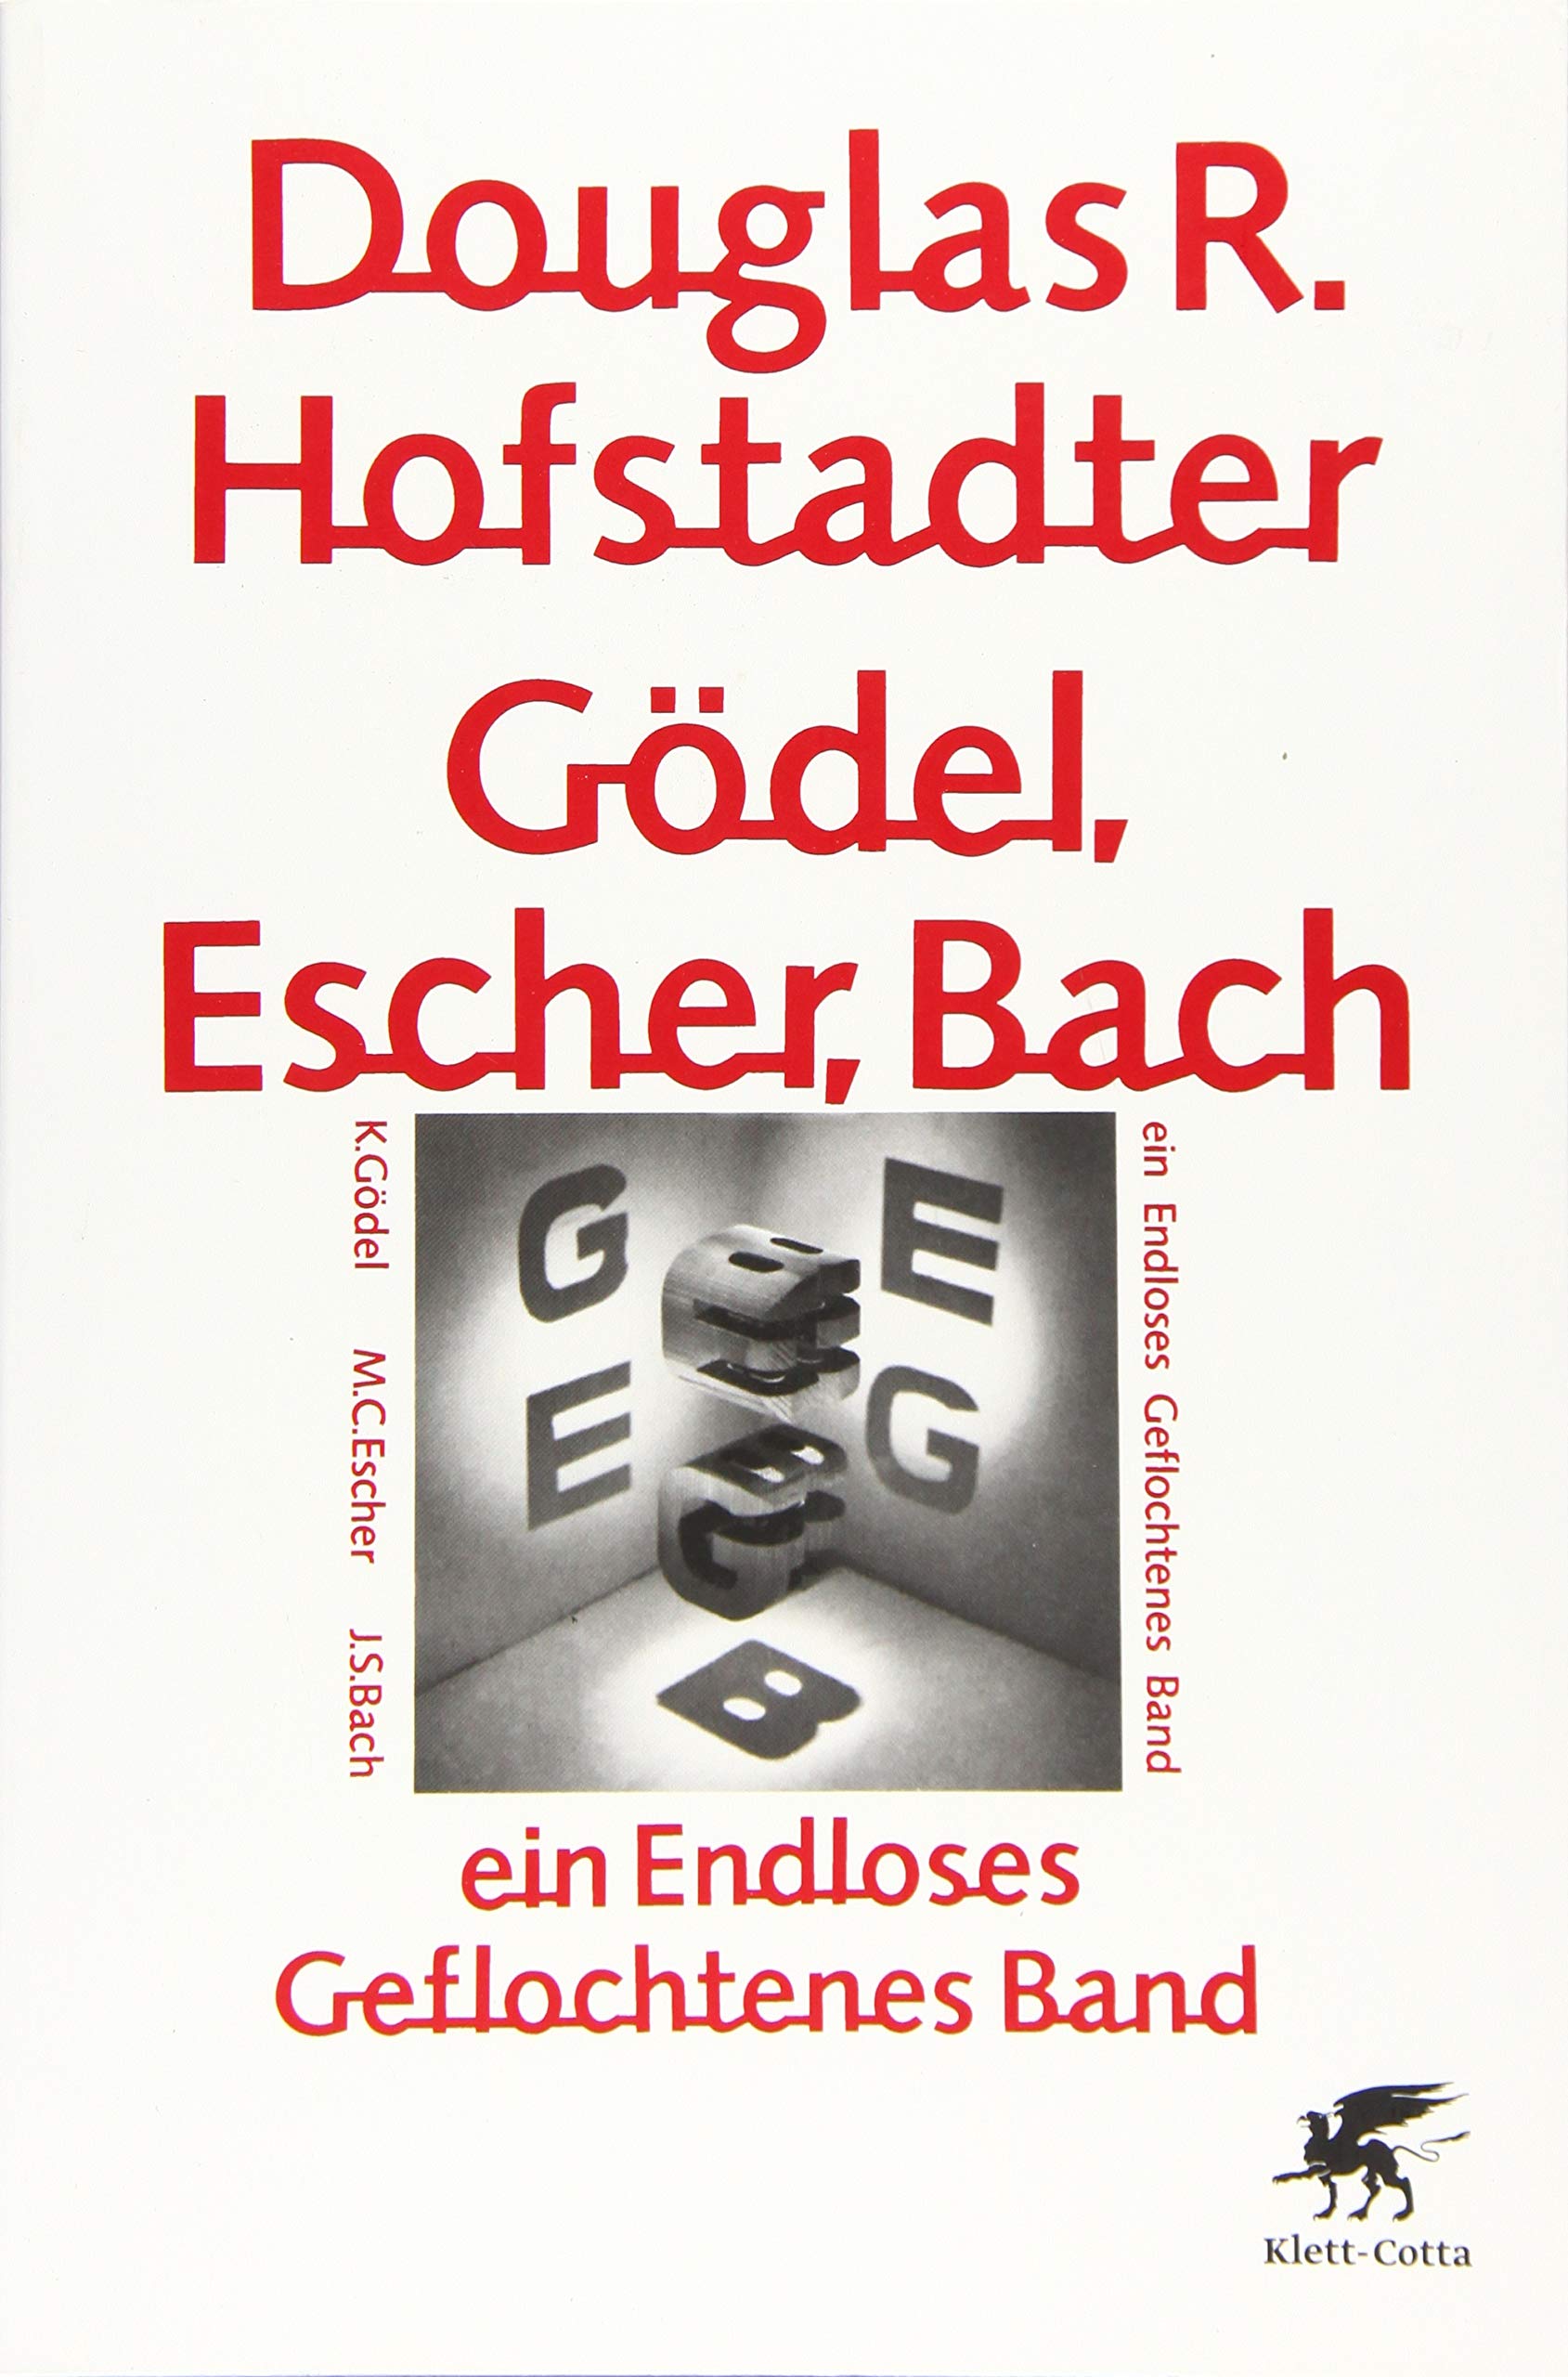 Douglas R.
Hofstadter
Gödel,
Escher, Bach
K.Gödel M.C.Escher J.S.Bach
G
E
E
G
B
ein Endloses Geflochtenes Band
ein Endloses
Geflochtenes Band
Klett-Cotta